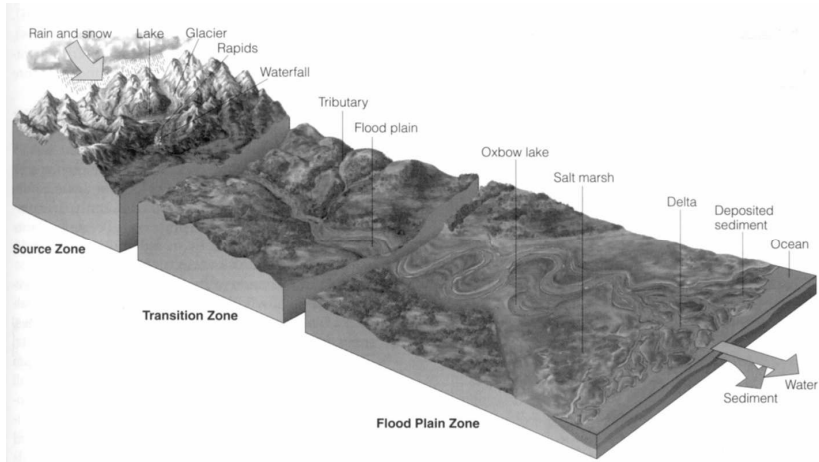 Rain and snow
Lake
Glacier
Rapids
Waterfall
Tributary
Flood plain
Oxbow lake
Salt marsh
Delta
Deposited
sediment
Ocean
Source Zone
Transition Zone
Flood Plain Zone
Water
Sediment